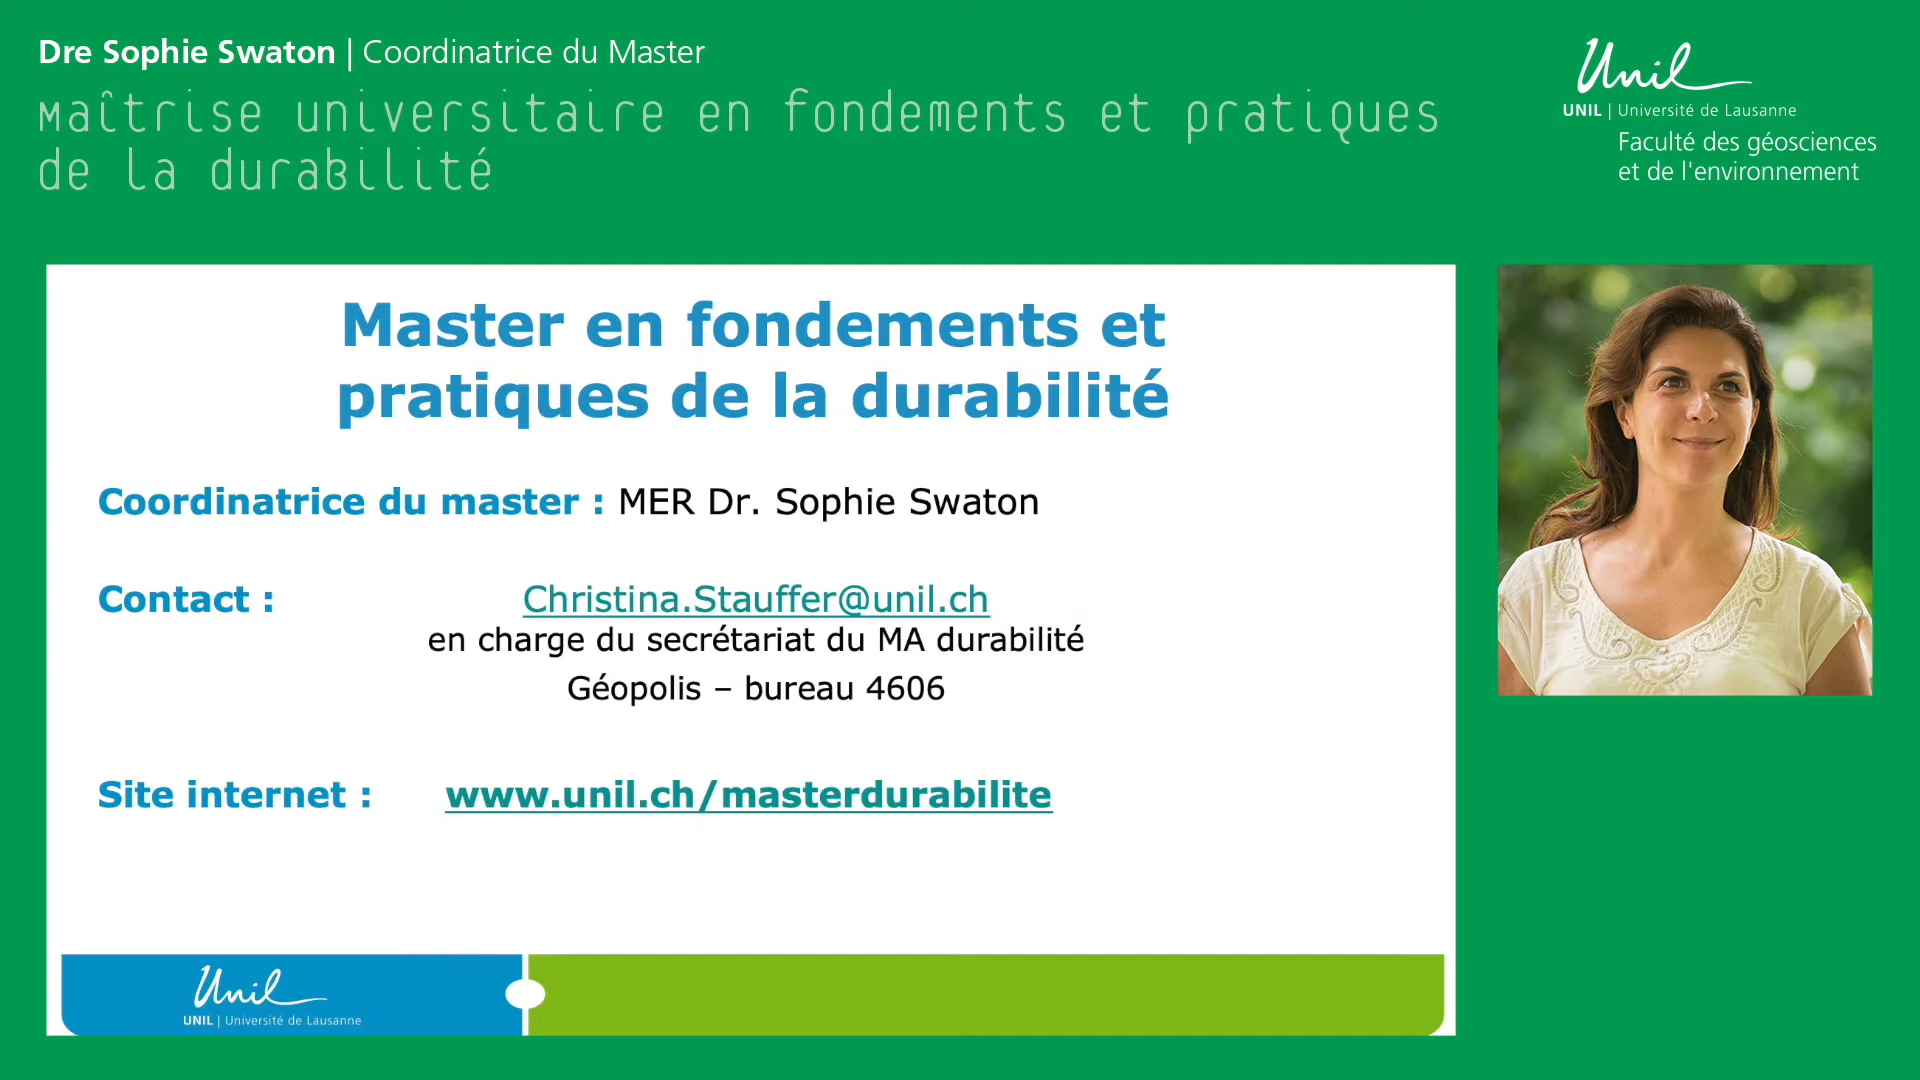 Dre Sophie Swaton | Coordinatrice du Master
Maîtrise universitaire en fondements et pratiques
de la durabilité
Unil
UNIL | Université de Lausanne
Faculté des géosciences
et de l'environnement
Master en fondements et
pratiques de la durabilité
Coordinatrice du master : MER Dr. Sophie Swaton
Contact : Christina.Stauffer@unil.ch
en charge du secrétariat du MA durabilité
Géopolis – bureau 4606
Site internet : www.unil.ch/masterdurabilite
Unil
UNIL | Université de Lausanne